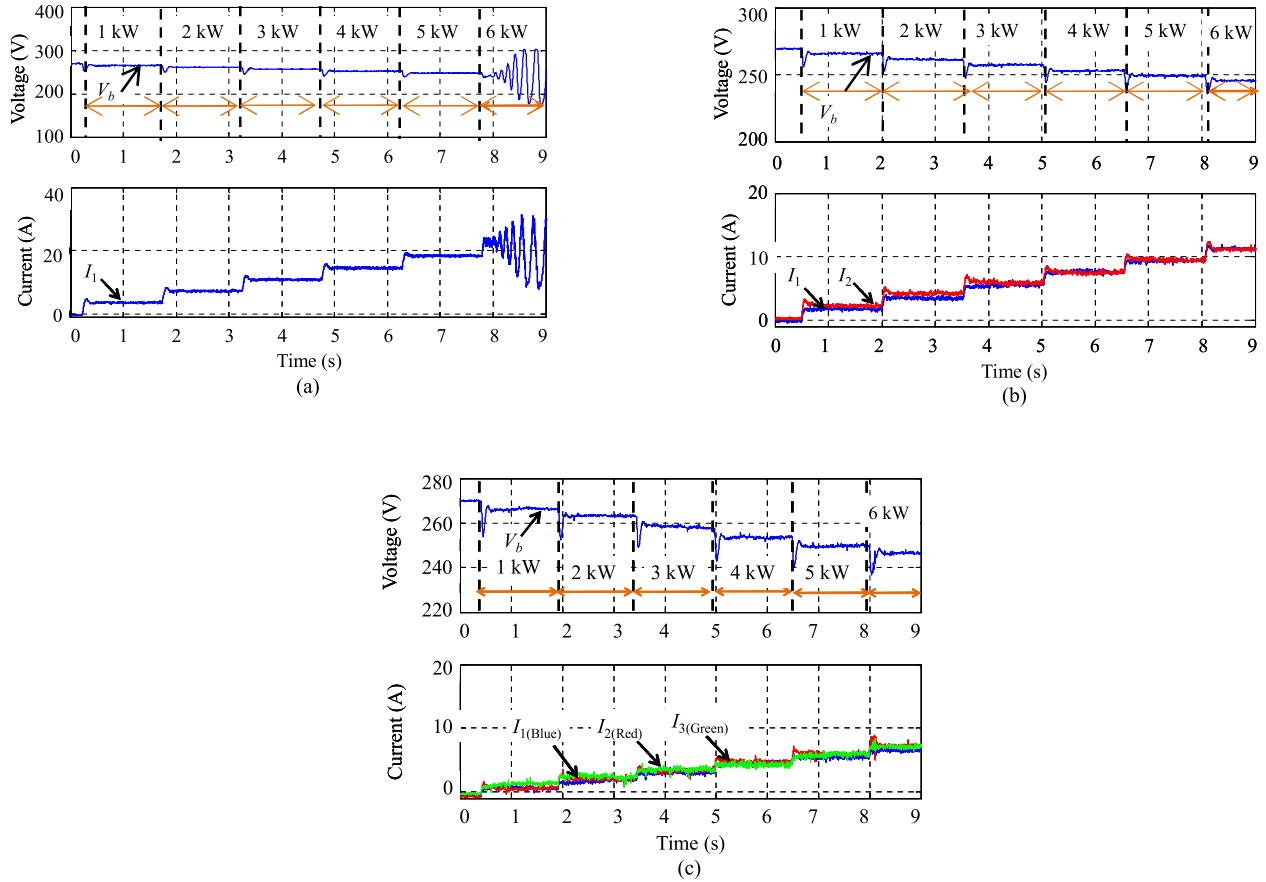 1 kW 2 kW 3 kW 4 kW 5 kW 6 kW
Voltage (V)
400
300
200
100
V_b
0 1 2 3 4 5 6 7 8 9
Current (A)
40
20
0
I_1
0 1 2 3 4 5 6 7 8 9
Time (s)
(a)
1 kW 2 kW 3 kW 4 kW 5 kW 6 kW
Voltage (V)
300
250
200
V_b
0 1 2 3 4 5 6 7 8 9
Current (A)
20
10
0
I_1 I_2
0 1 2 3 4 5 6 7 8 9
Time (s)
(b)
Voltage (V)
280
260
240
220
V_b
1 kW 2 kW 3 kW 4 kW 5 kW 6 kW
0 1 2 3 4 5 6 7 8 9
Current (A)
20
10
0
I_1(Blue) I_2(Red) I_3(Green)
0 1 2 3 4 5 6 7 8 9
Time (s)
(c)